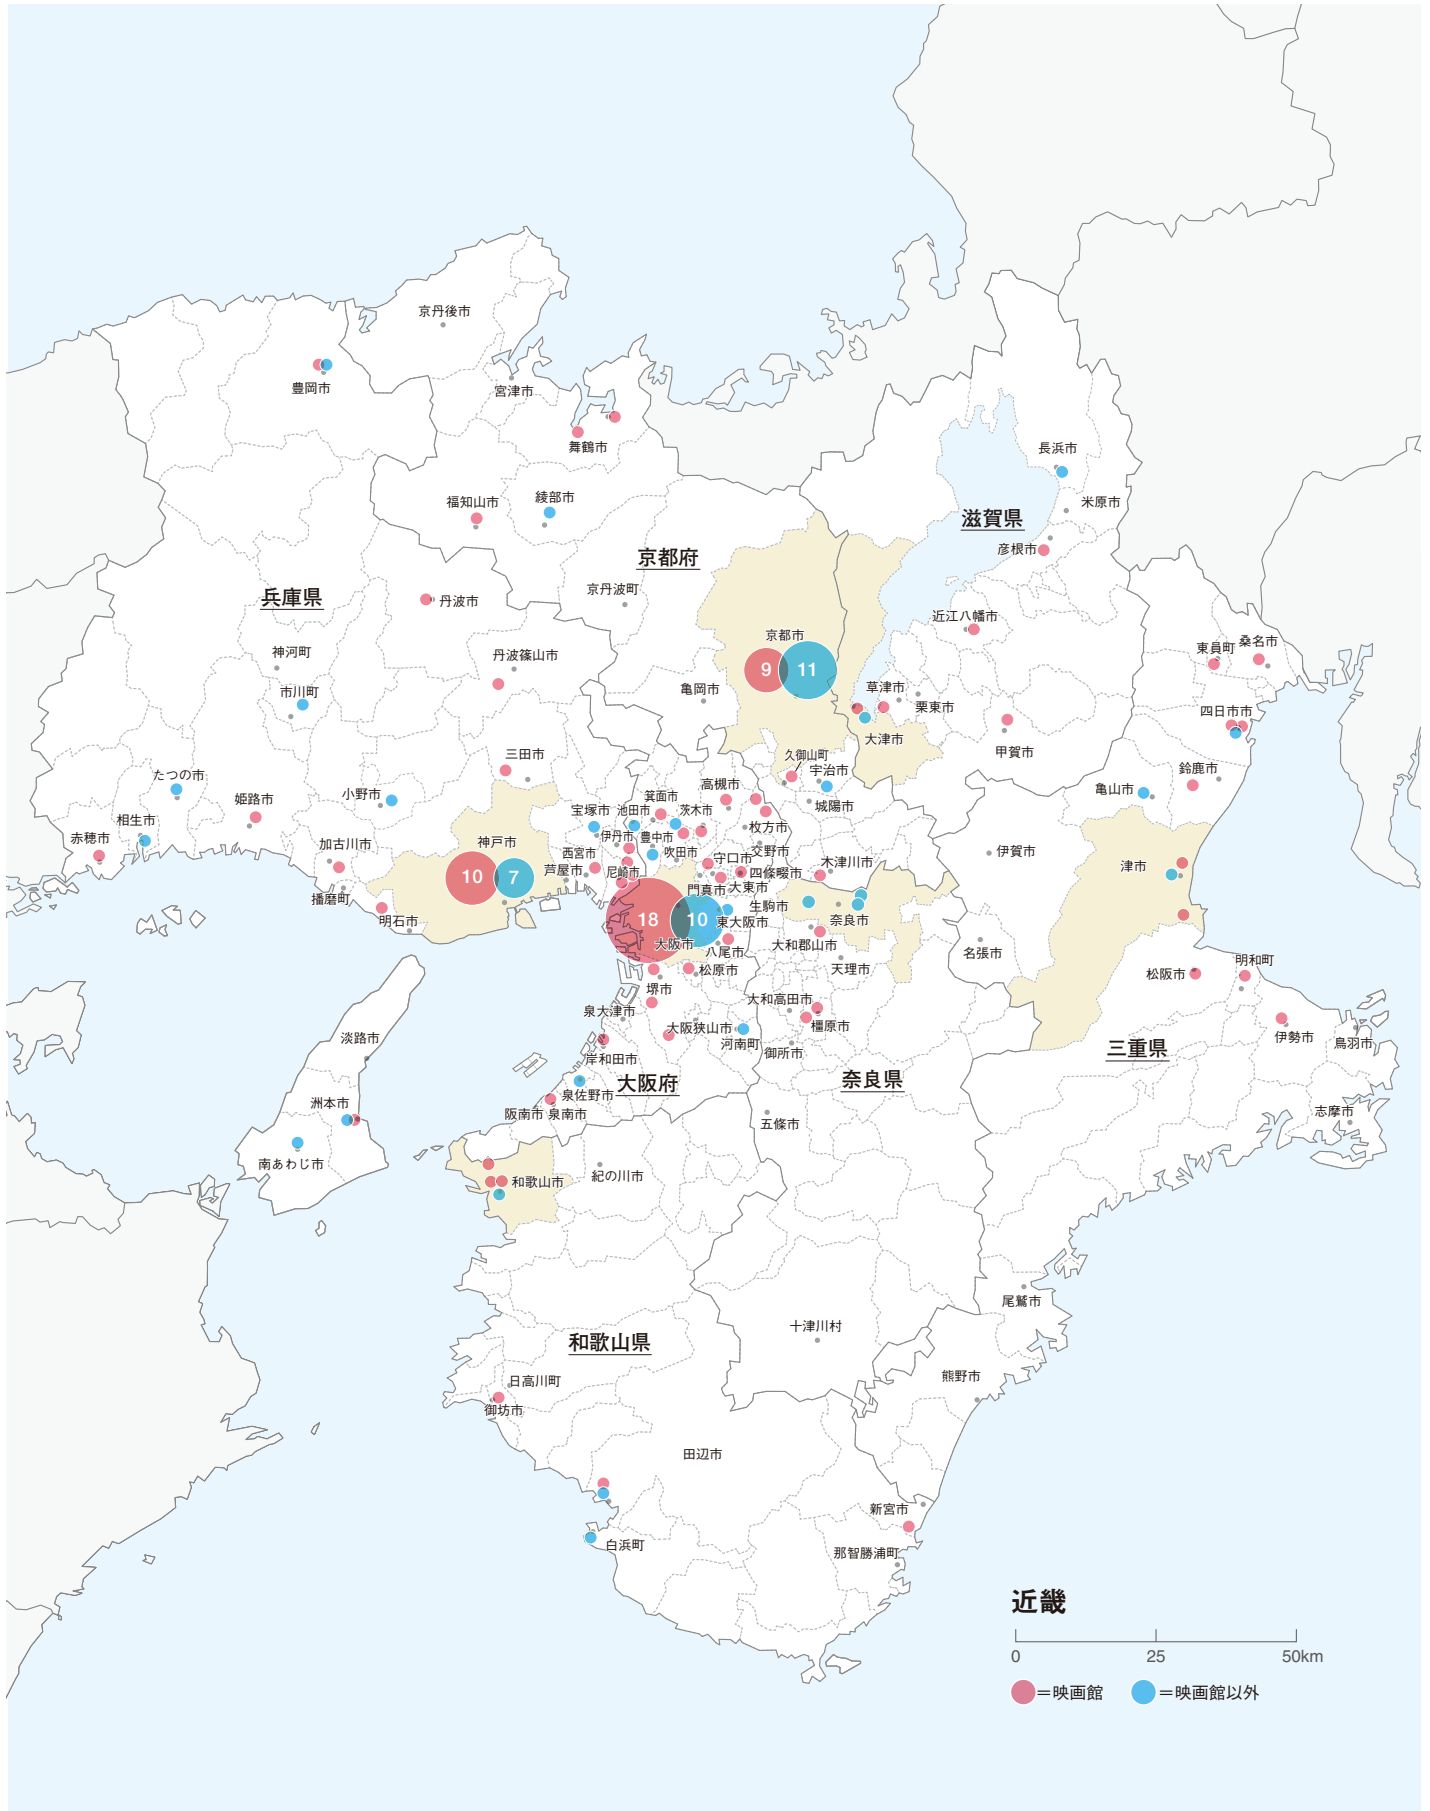 京丹後市
豊岡市
宮津市
舞鶴市
長浜市
福知山市
綾部市
米原市
滋賀県
彦根市
京都府
京丹波町
兵庫県
丹波市
近江八幡市
京都市
桑名市
東員町
神河町
丹波篠山市
9
11
市川町
亀岡市
草津市
栗東市
四日市市
大津市
甲賀市
三田市
久御山町
宇治市
鈴鹿市
たつの市
小野市
高槻市
亀山市
姫路市
箕面市
宝塚市
池田市
茨木市
城陽市
相生市
枚方市
赤穂市
加古川市
神戸市
伊丹市
豊中市
交野市
伊賀市
西宮市
吹田市
守口市
木津川市
津市
芦屋市
尼崎市
四條畷市
10
7
門真市
大東市
播磨町
生駒市
明石市
18
10
東大阪市
奈良市
大阪市
八尾市
大和郡山市
名張市
松原市
天理市
松阪市
明和町
堺市
大和高田市
泉大津市
大阪狭山市
橿原市
淡路市
河南町
御所市
伊勢市
鳥羽市
岸和田市
三重県
大阪府
奈良県
泉佐野市
洲本市
阪南市
泉南市
五條市
志摩市
南あわじ市
紀の川市
和歌山市
尾鷲市
十津川村
和歌山県
日高川町
熊野市
御坊市
田辺市
新宮市
白浜町
那智勝浦町
近畿
0
25
50km
＝映画館
＝映画館以外